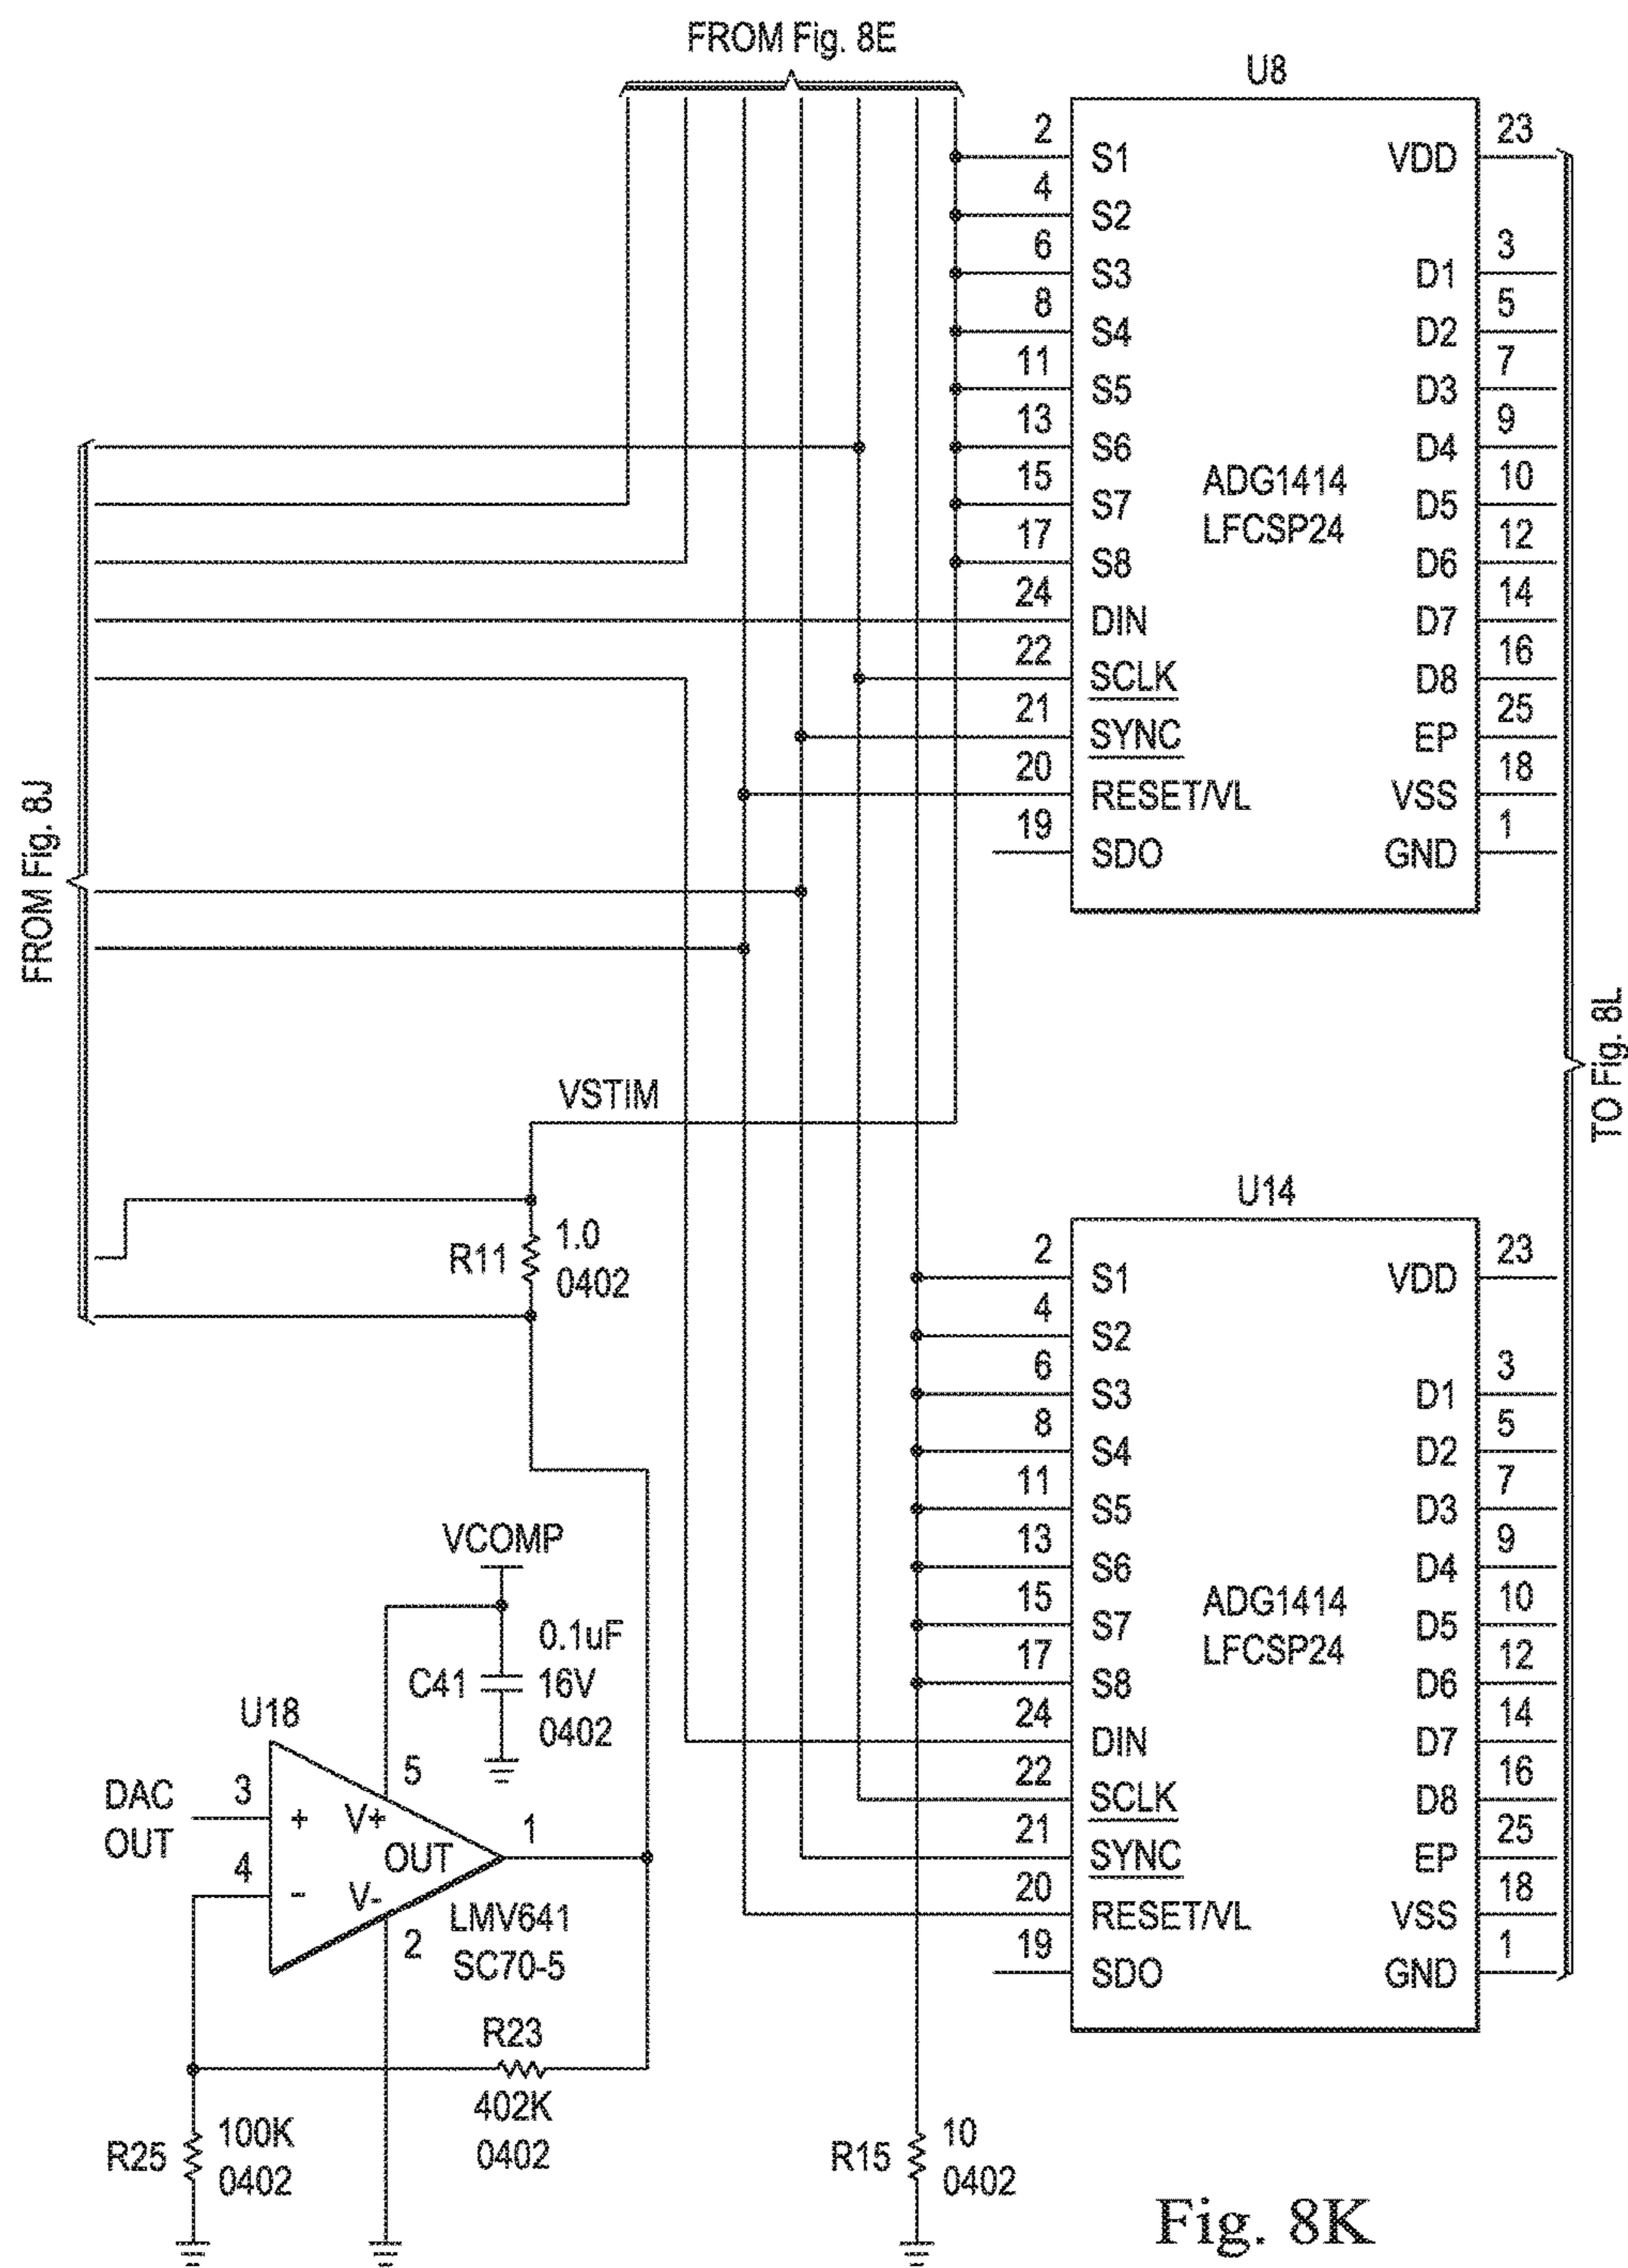 FROM Fig. 8E
U8
2 S1 VDD 23
4 S2
6 S3 D1 3
8 S4 D2 5
11 S5 D3 7
13 S6 D4 9
15 S7 D5 10
17 S8 D6 12
24 DIN D7 14
22 SCLK D8 16
21 SYNC EP 25
20 RESET/VL VSS 18
19 SDO GND 1
ADG1414
LFCSP24
FROM Fig. 8J
TO Fig. 8L
VSTIM
R11
1.0
0402
U14
2 S1 VDD 23
4 S2
6 S3 D1 3
8 S4 D2 5
11 S5 D3 7
13 S6 D4 9
15 S7 D5 10
17 S8 D6 12
24 DIN D7 14
22 SCLK D8 16
21 SYNC EP 25
20 RESET/VL VSS 18
19 SDO GND 1
ADG1414
LFCSP24
VCOMP
C41
0.1uF
16V
0402
U18
DAC
OUT
3 + V+ 5
OUT 1
4 - V- 2
LMV641
SC70-5
R23
402K
0402
R25
100K
0402
R15
10
0402
Fig. 8K